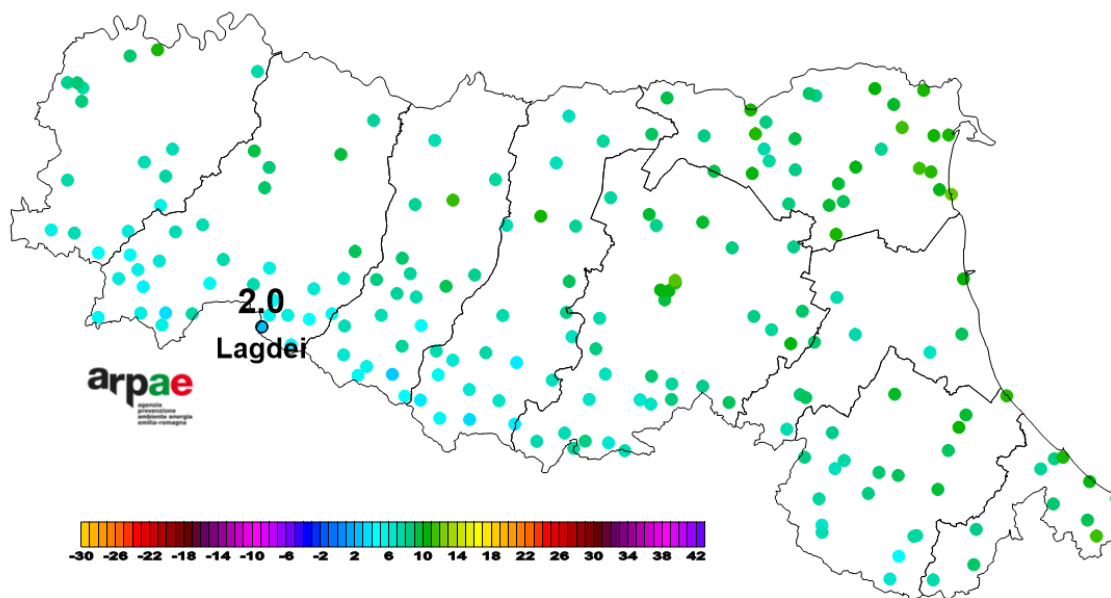 2.0
Lagdei
arpae
agenzia
prevenzione
ambiente energia
emilia-romagna
-30 -26 -22 -18 -14 -10 -6 -2 2 6 10 14 18 22 26 30 34 38 42